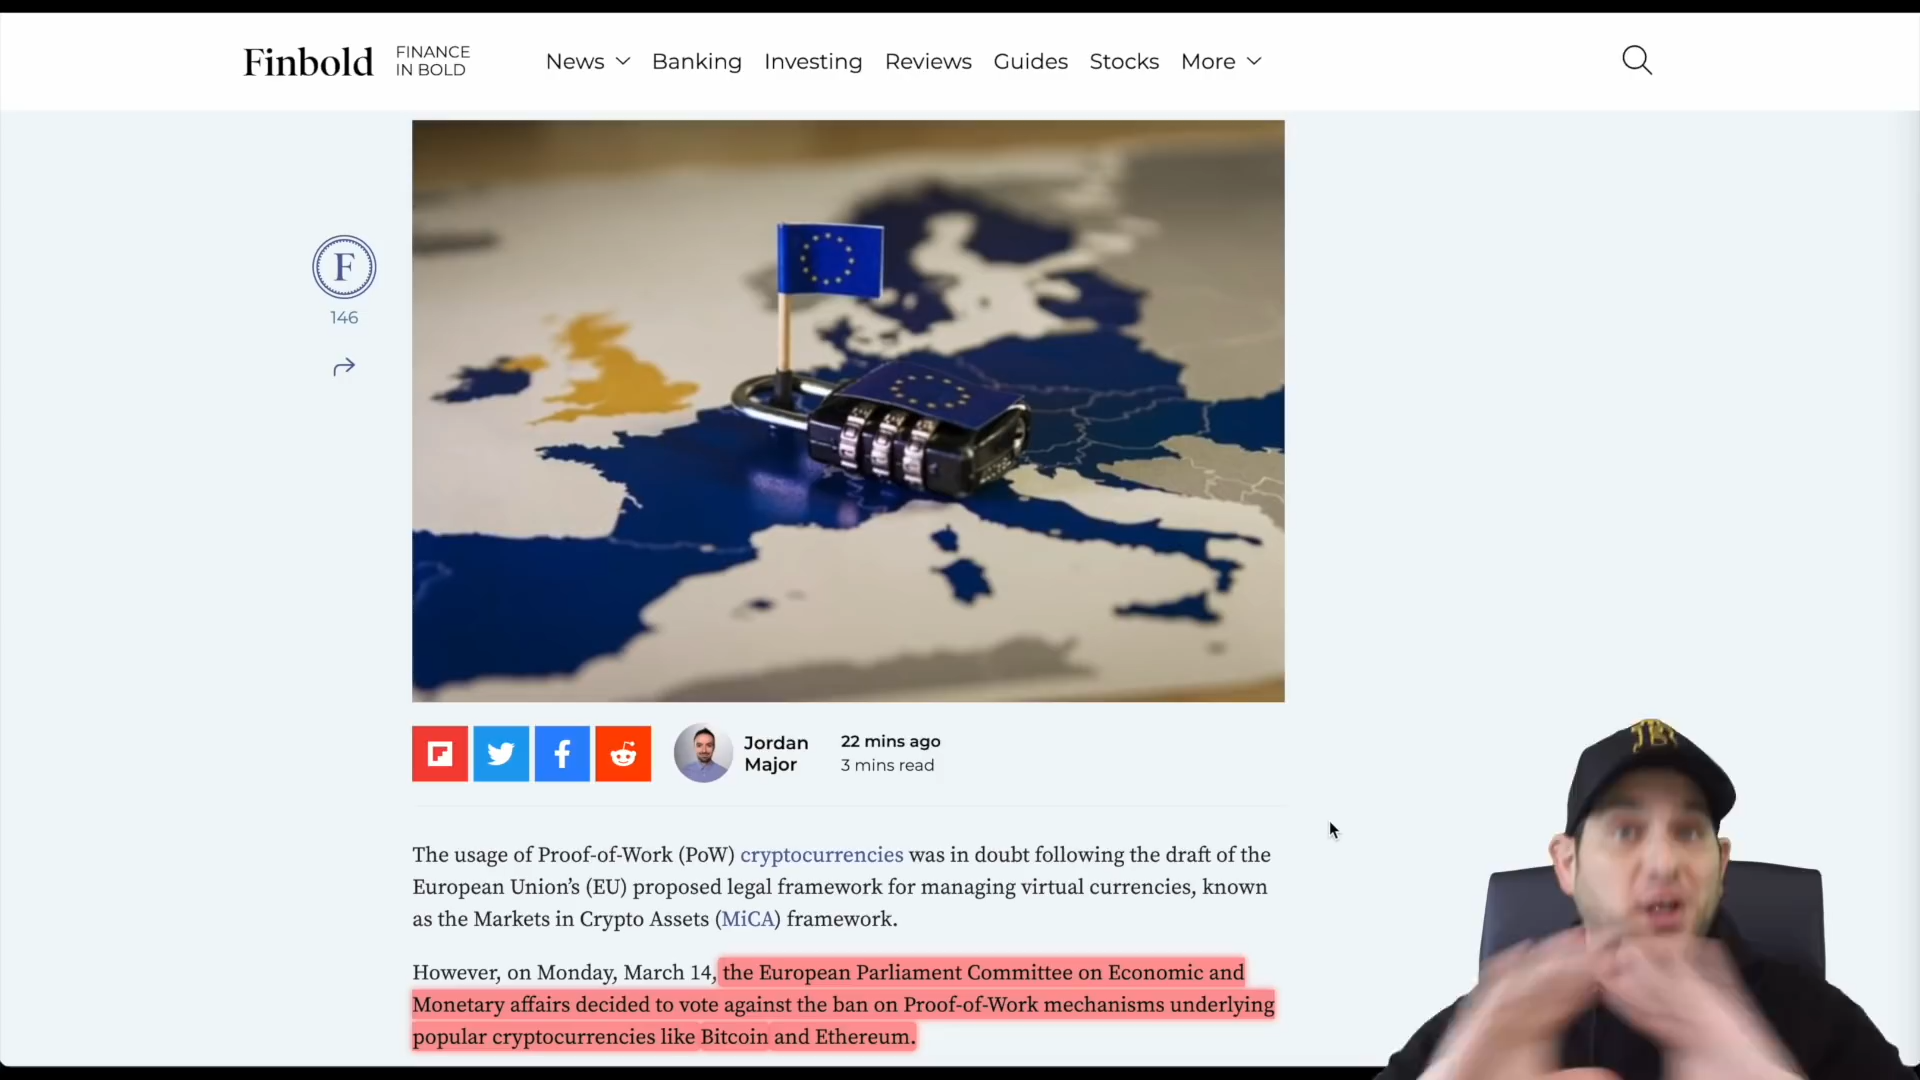 Finbold
FINANCE
IN BOLD
News
Banking
Investing
Reviews
Guides
Stocks
More
F
146
Jordan
Major
22 mins ago
3 mins read
The usage of Proof-of-Work (PoW) cryptocurrencies was in doubt following the draft of the
European Union’s (EU) proposed legal framework for managing virtual currencies, known
as the Markets in Crypto Assets (MiCA) framework.
However, on Monday, March 14, the European Parliament Committee on Economic and
Monetary affairs decided to vote against the ban on Proof-of-Work mechanisms underlying
popular cryptocurrencies like Bitcoin and Ethereum.